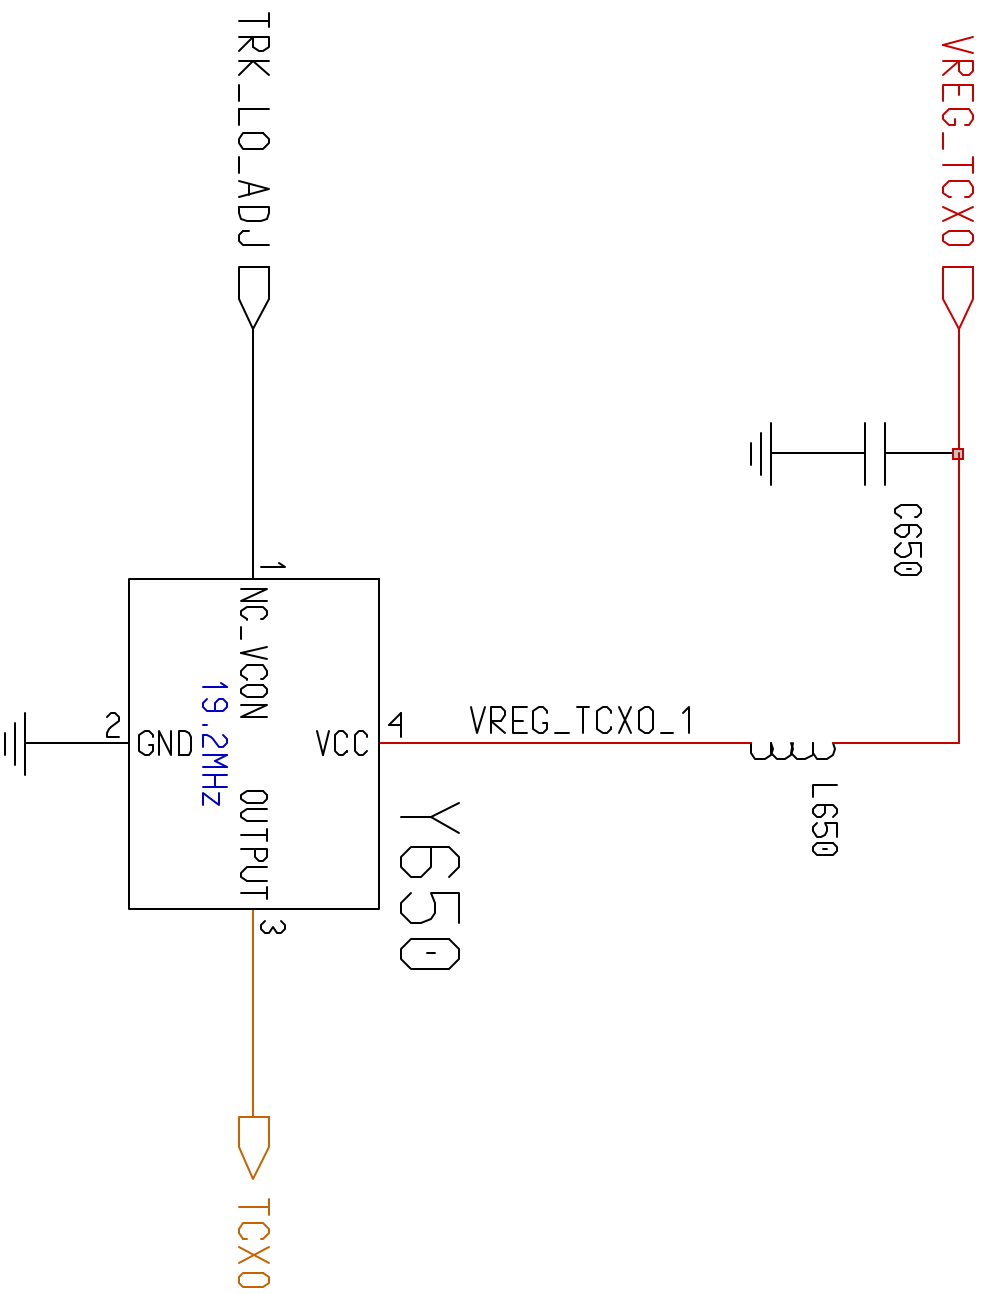 VREG_TCXO
C650
L650
VREG_TCXO_1
Y650
4
VCC
TRK_LO_ADJ
1
NC_VCON
OUTPUT
3
TCXO
19.2MHz
GND
2